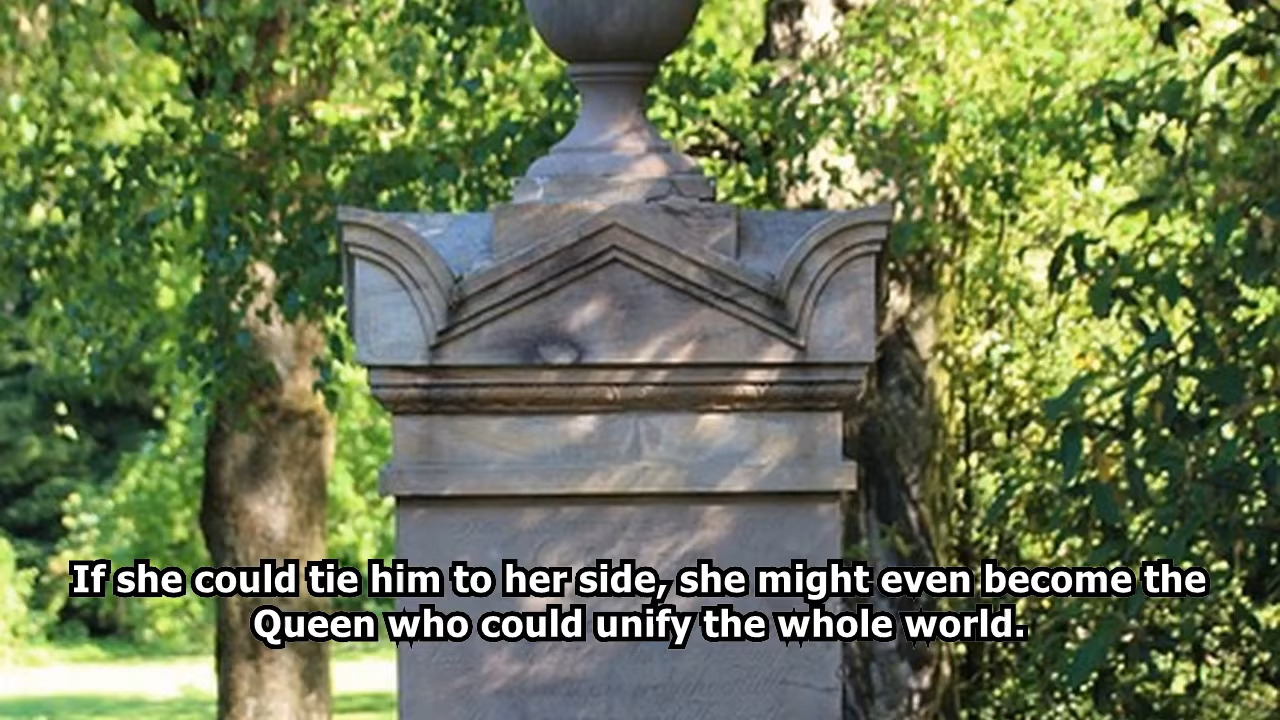 If she could tie him to her side, she might even become the
Queen who could unify the whole world.